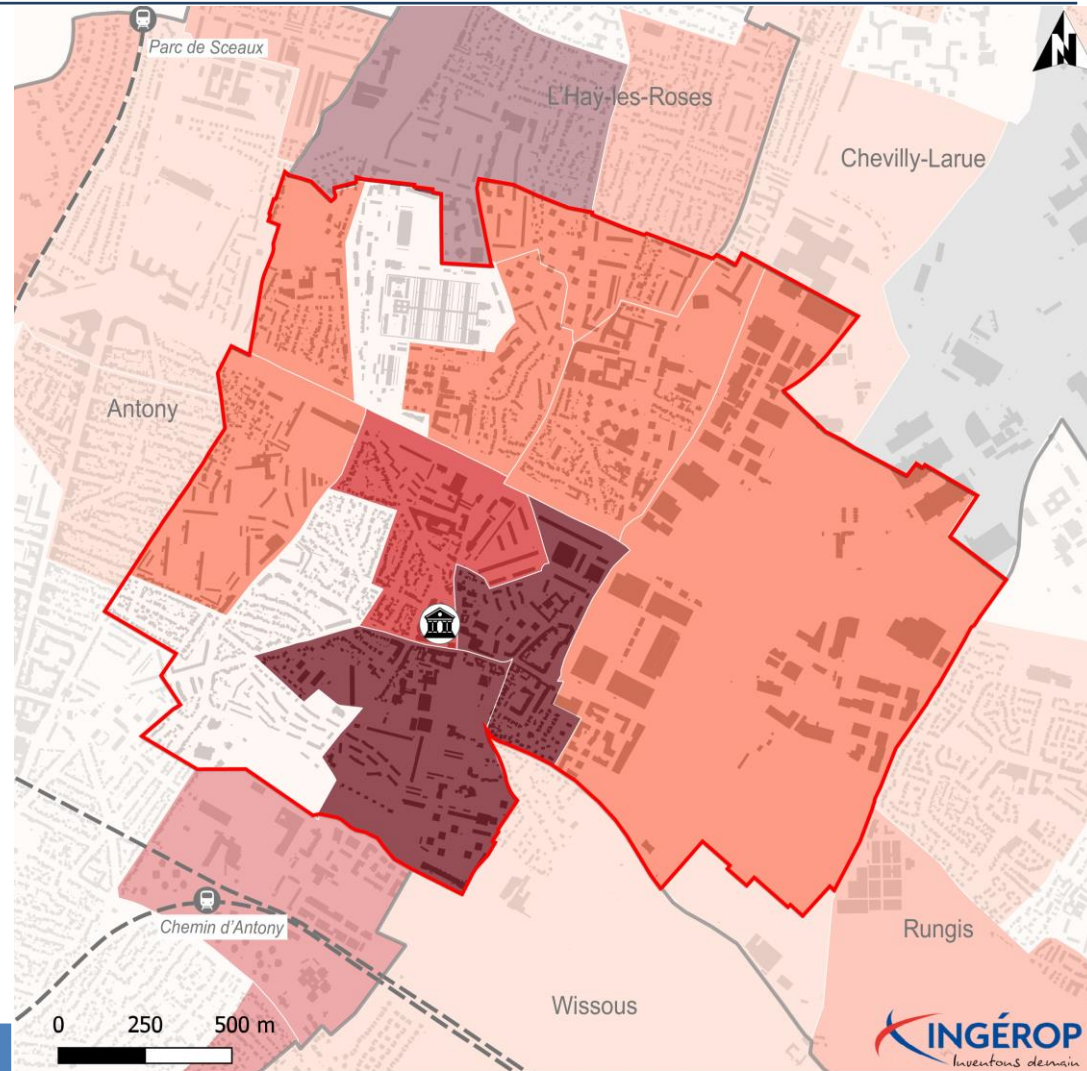 Parc de Sceaux
N
L'Haÿ-les-Roses
Chevilly-Larue
Antony
Chemin d'Antony
Rungis
Wissous
0 250 500 m
INGÉROP
Inventons demain